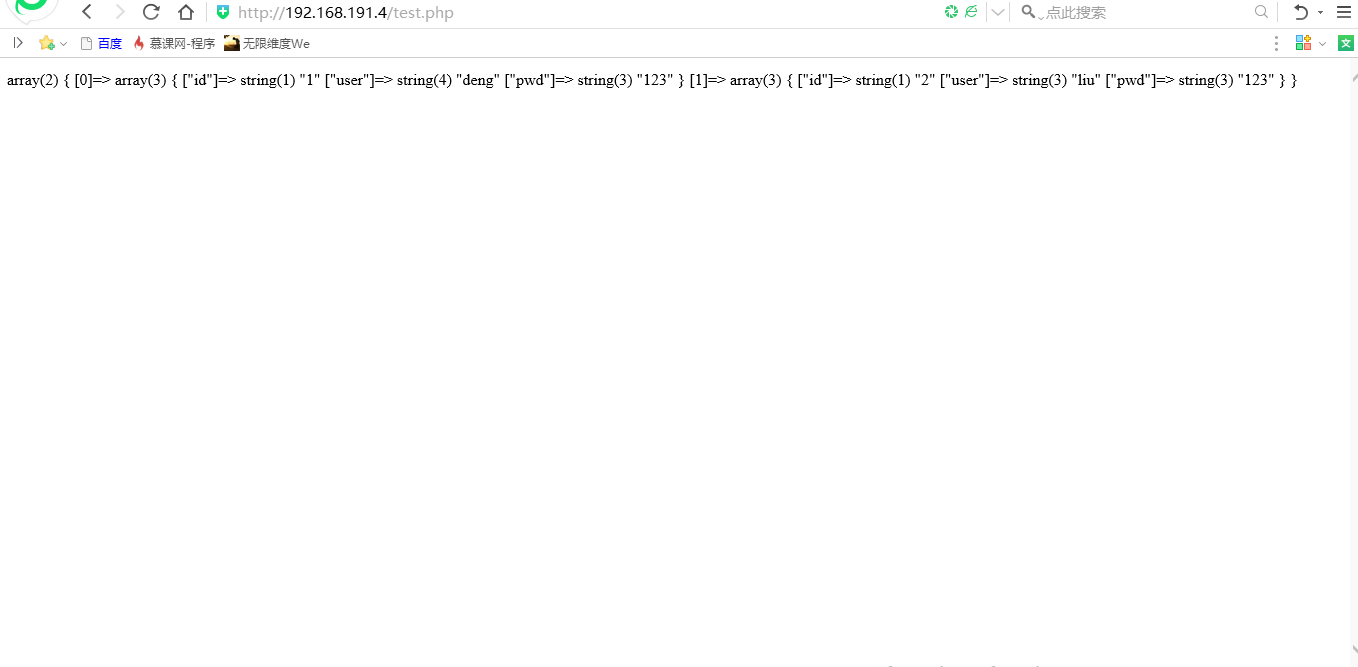 http://192.168.191.4/test.php 点此搜索
百度 慕课网-程序 无限维度We
array(2) { [0]=> array(3) { ["id"]=> string(1) "1" ["user"]=> string(4) "deng" ["pwd"]=> string(3) "123" } [1]=> array(3) { ["id"]=> string(1) "2" ["user"]=> string(3) "liu" ["pwd"]=> string(3) "123" } }
文